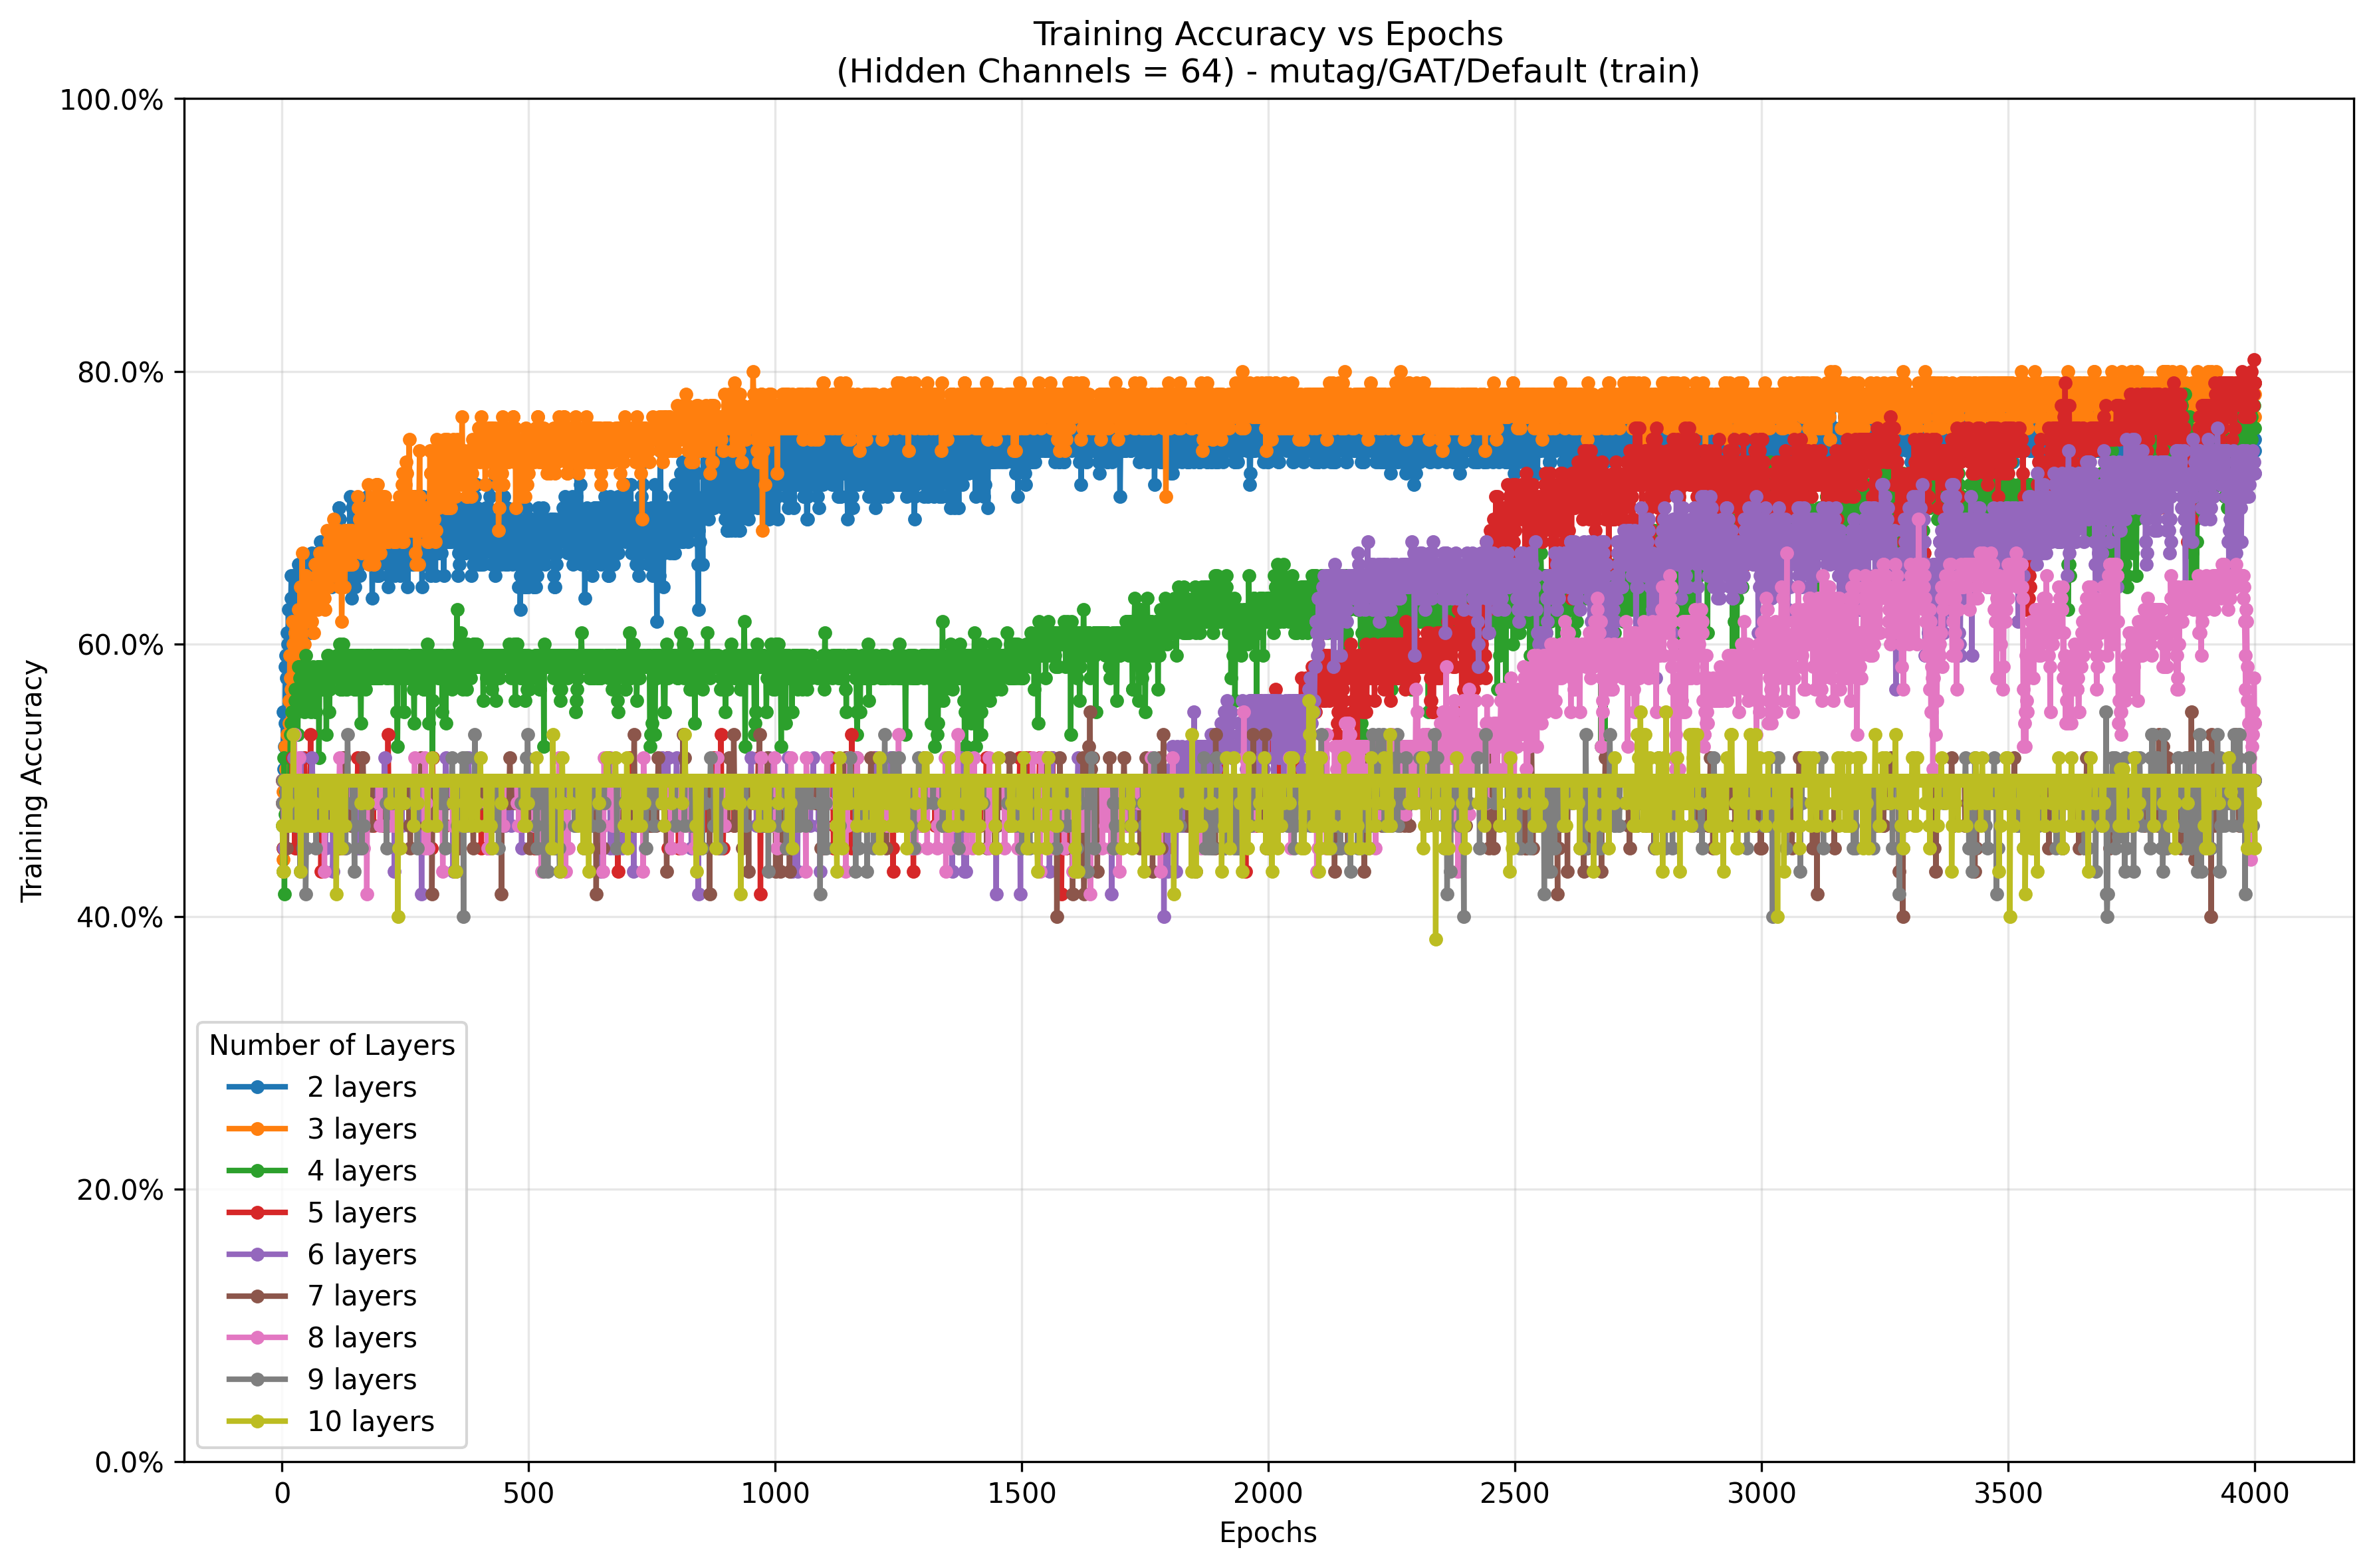 Training Accuracy vs Epochs
(Hidden Channels = 64) - mutag/GAT/Default (train)
100.0%
80.0%
60.0%
40.0%
20.0%
0.0%
Training Accuracy
Number of Layers
2 layers
3 layers
4 layers
5 layers
6 layers
7 layers
8 layers
9 layers
10 layers
0
500
1000
1500
2000
2500
3000
3500
4000
Epochs